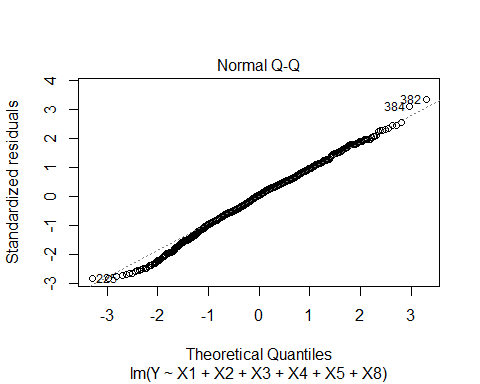 Normal Q-Q
Standardized residuals
4
3
2
1
0
-1
-2
-3
382
384
-3 -2 -1 0 1 2 3
Theoretical Quantiles
lm(Y ~ X1 + X2 + X3 + X4 + X5 + X8)